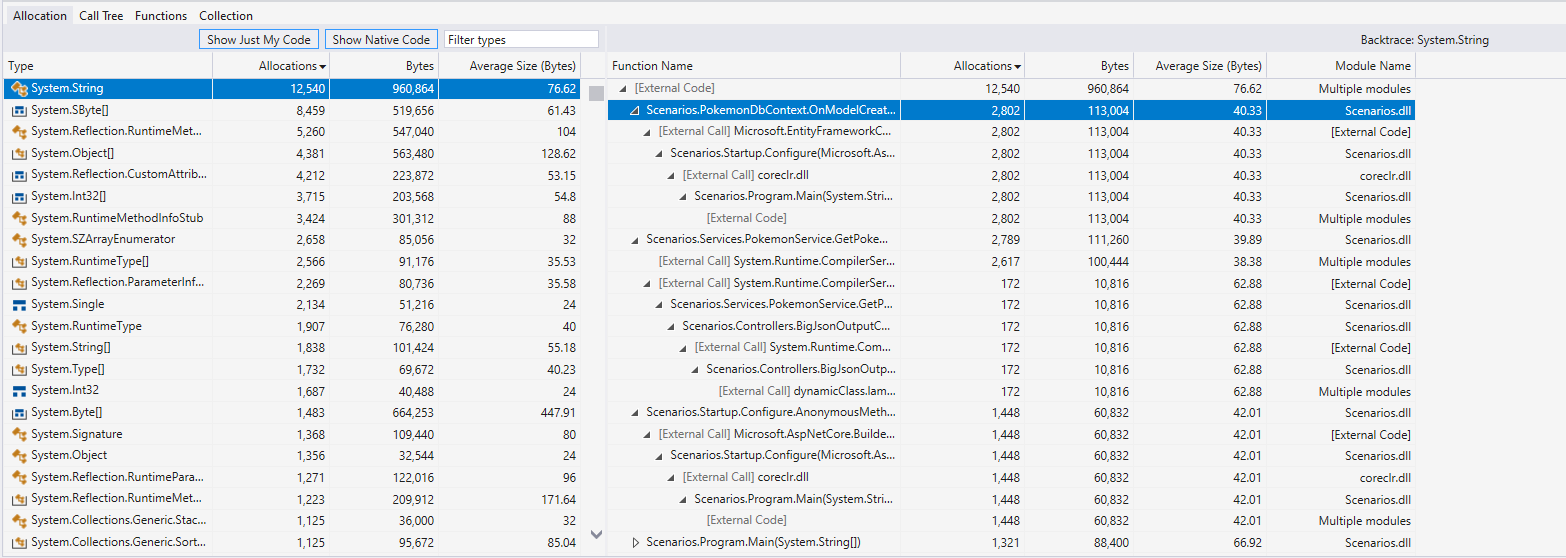 Allocation Call Tree Functions Collection
Show Just My Code Show Native Code Filter types Backtrace: System.String
Type Allocations Bytes Average Size (Bytes)
System.String 12,540 960,864 76.62
System.SByte[] 8,459 519,656 61.43
System.Reflection.RuntimeMet... 5,260 547,040 104
System.Object[] 4,381 563,480 128.62
System.Reflection.CustomAttrib... 4,212 223,872 53.15
System.Int32[] 3,715 203,568 54.8
System.RuntimeMethodInfoStub 3,424 301,312 88
System.SZArrayEnumerator 2,658 85,056 32
System.RuntimeType[] 2,566 91,176 35.53
System.Reflection.ParameterInf... 2,269 80,736 35.58
System.Single 2,134 51,216 24
System.RuntimeType 1,907 76,280 40
System.String[] 1,838 101,424 55.18
System.Type[] 1,732 69,672 40.23
System.Int32 1,687 40,488 24
System.Byte[] 1,483 664,253 447.91
System.Signature 1,368 109,440 80
System.Object 1,356 32,544 24
System.Reflection.RuntimePara... 1,271 122,016 96
System.Reflection.RuntimeMet... 1,223 209,912 171.64
System.Collections.Generic.Stac... 1,125 36,000 32
System.Collections.Generic.Sort... 1,125 95,672 85.04
Function Name Allocations Bytes Average Size (Bytes) Module Name
[External Code] 12,540 960,864 76.62 Multiple modules
Scenarios.PokemonDbContext.OnModelCreat... 2,802 113,004 40.33 Scenarios.dll
[External Call] Microsoft.EntityFrameworkC... 2,802 113,004 40.33 [External Code]
Scenarios.Startup.Configure(Microsoft.As... 2,802 113,004 40.33 Scenarios.dll
[External Call] coreclr.dll 2,802 113,004 40.33 coreclr.dll
Scenarios.Program.Main(System.Stri... 2,802 113,004 40.33 Scenarios.dll
[External Code] 2,802 113,004 40.33 Multiple modules
Scenarios.Services.PokemonService.GetPoke... 2,789 111,260 39.89 Scenarios.dll
[External Call] System.Runtime.CompilerSer... 2,617 100,444 38.38 Multiple modules
[External Call] System.Runtime.CompilerSer... 172 10,816 62.88 [External Code]
Scenarios.Services.PokemonService.GetP... 172 10,816 62.88 Scenarios.dll
Scenarios.Controllers.BigJsonOutputC... 172 10,816 62.88 Scenarios.dll
[External Call] System.Runtime.Com... 172 10,816 62.88 [External Code]
Scenarios.Controllers.BigJsonOutp... 172 10,816 62.88 Scenarios.dll
[External Call] dynamicClass.lam... 172 10,816 62.88 Multiple modules
Scenarios.Startup.Configure.AnonymousMeth... 1,448 60,832 42.01 Scenarios.dll
[External Call] Microsoft.AspNetCore.Builde... 1,448 60,832 42.01 [External Code]
Scenarios.Startup.Configure(Microsoft.As... 1,448 60,832 42.01 Scenarios.dll
[External Call] coreclr.dll 1,448 60,832 42.01 coreclr.dll
Scenarios.Program.Main(System.Stri... 1,448 60,832 42.01 Scenarios.dll
[External Code] 1,448 60,832 42.01 Multiple modules
Scenarios.Program.Main(System.String[]) 1,321 88,400 66.92 Scenarios.dll